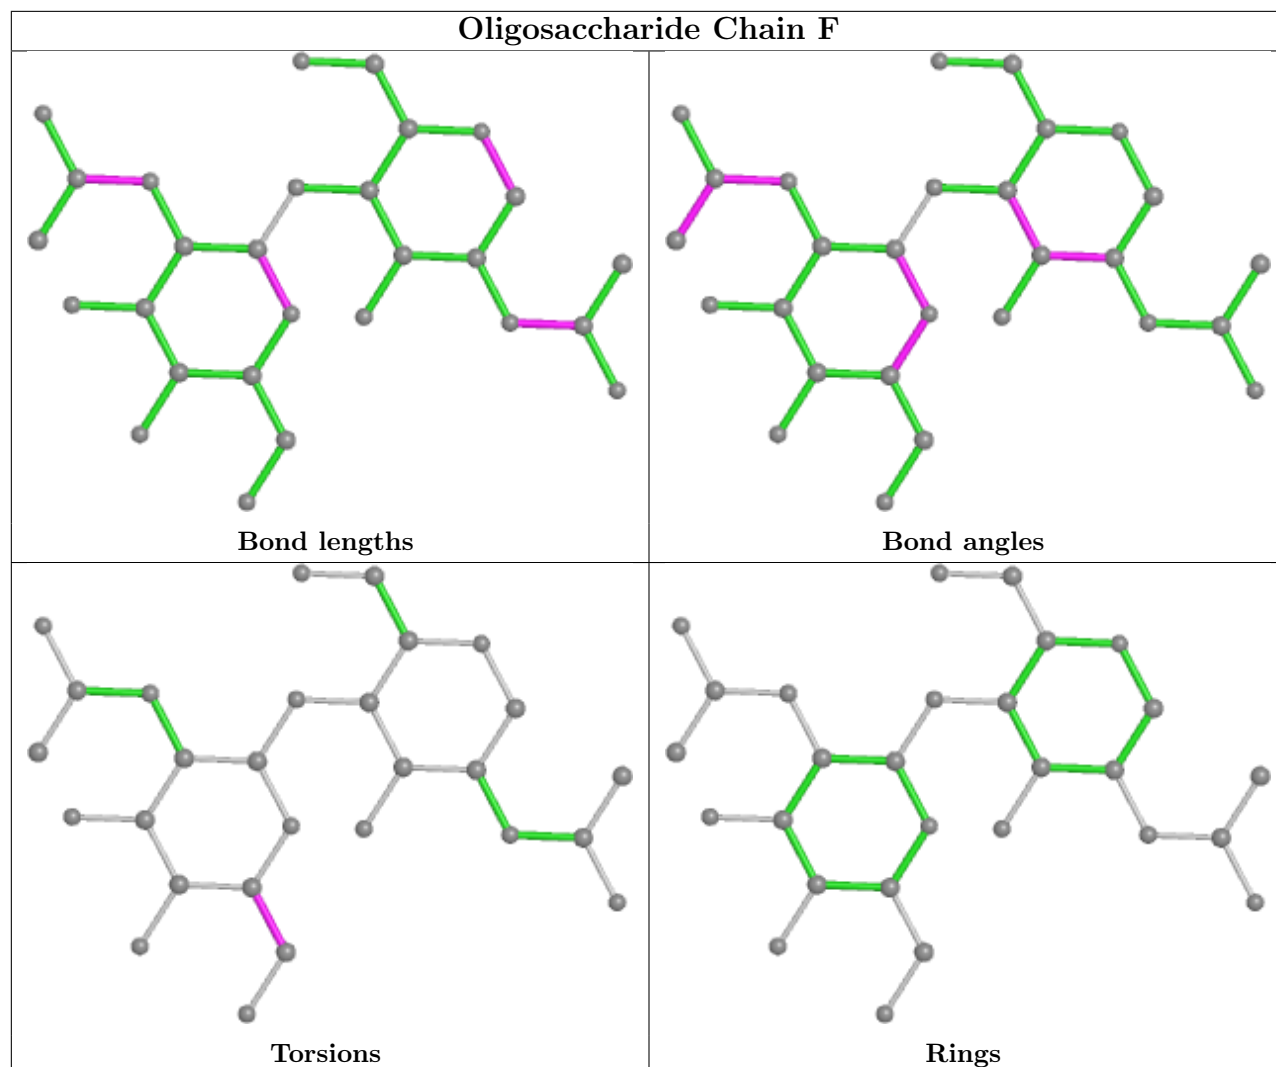 Oligosaccharide Chain F
Bond lengths
Bond angles
Torsions
Rings